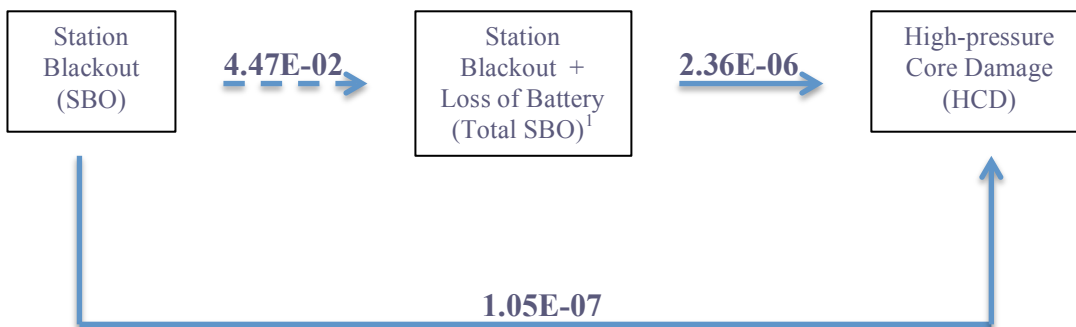 Station
Blackout
(SBO)
4.47E-02
Station
Blackout +
Loss of Battery
(Total SBO)¹
2.36E-06
High-pressure
Core Damage
(HCD)
1.05E-07